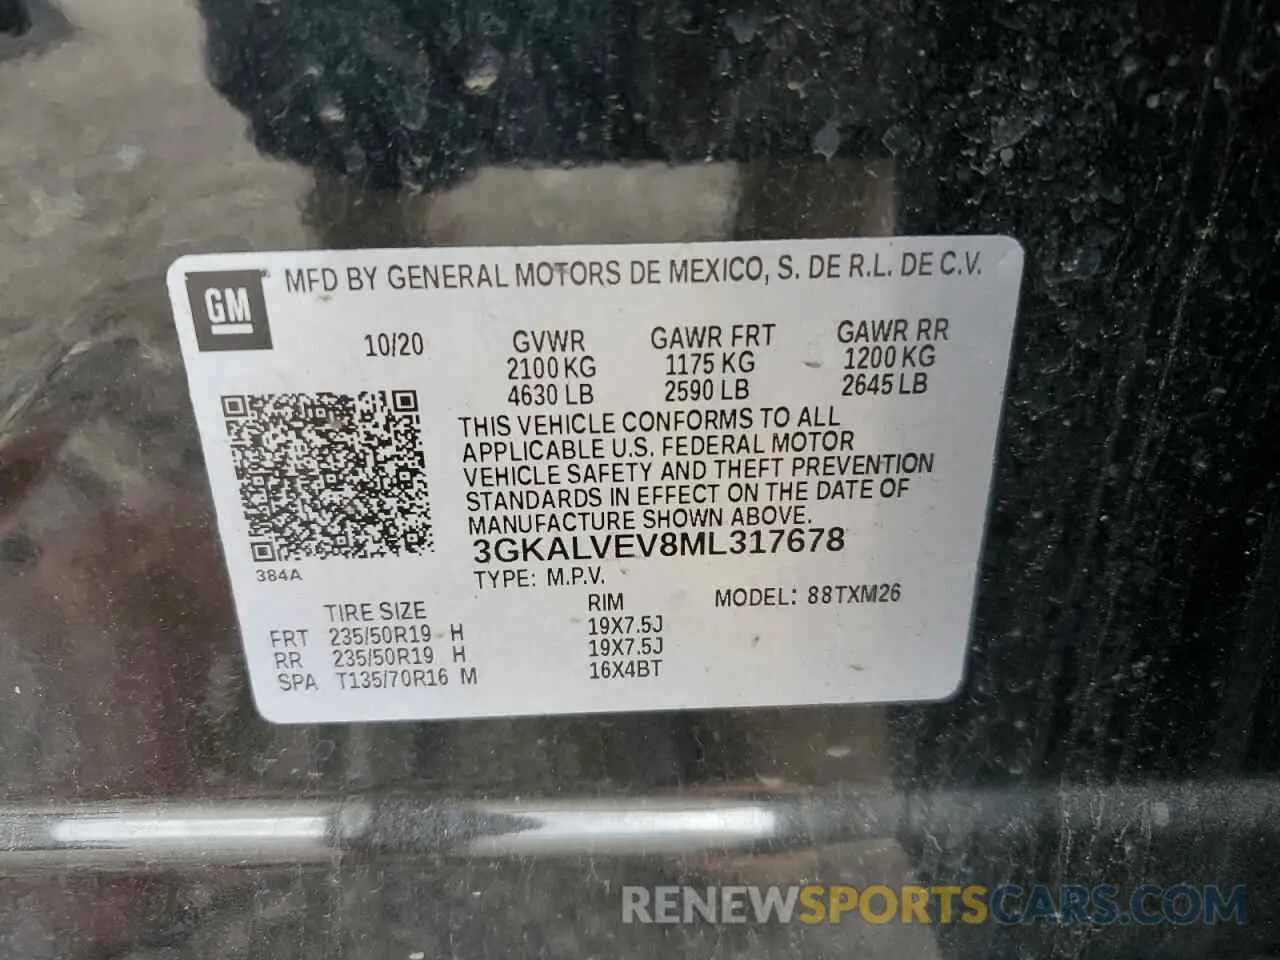 GM® MFD BY GENERAL MOTORS DE MEXICO, S. DE R.L. DE C.V.
10/20 GVWR GAWR FRT GAWR RR
2100 KG 1175 KG 1200 KG
4630 LB 2590 LB 2645 LB
THIS VEHICLE CONFORMS TO ALL
APPLICABLE U.S. FEDERAL MOTOR
VEHICLE SAFETY AND THEFT PREVENTION
STANDARDS IN EFFECT ON THE DATE OF
MANUFACTURE SHOWN ABOVE.
3GKALVEV8ML317678
384A
TYPE: M.P.V.
TIRE SIZE RIM MODEL: 88TXM26
FRT 235/50R19 H 19X7.5J
RR 235/50R19 H 19X7.5J
SPA T135/70R16 M 16X4BT
RENEWSPORTSCARS.COM